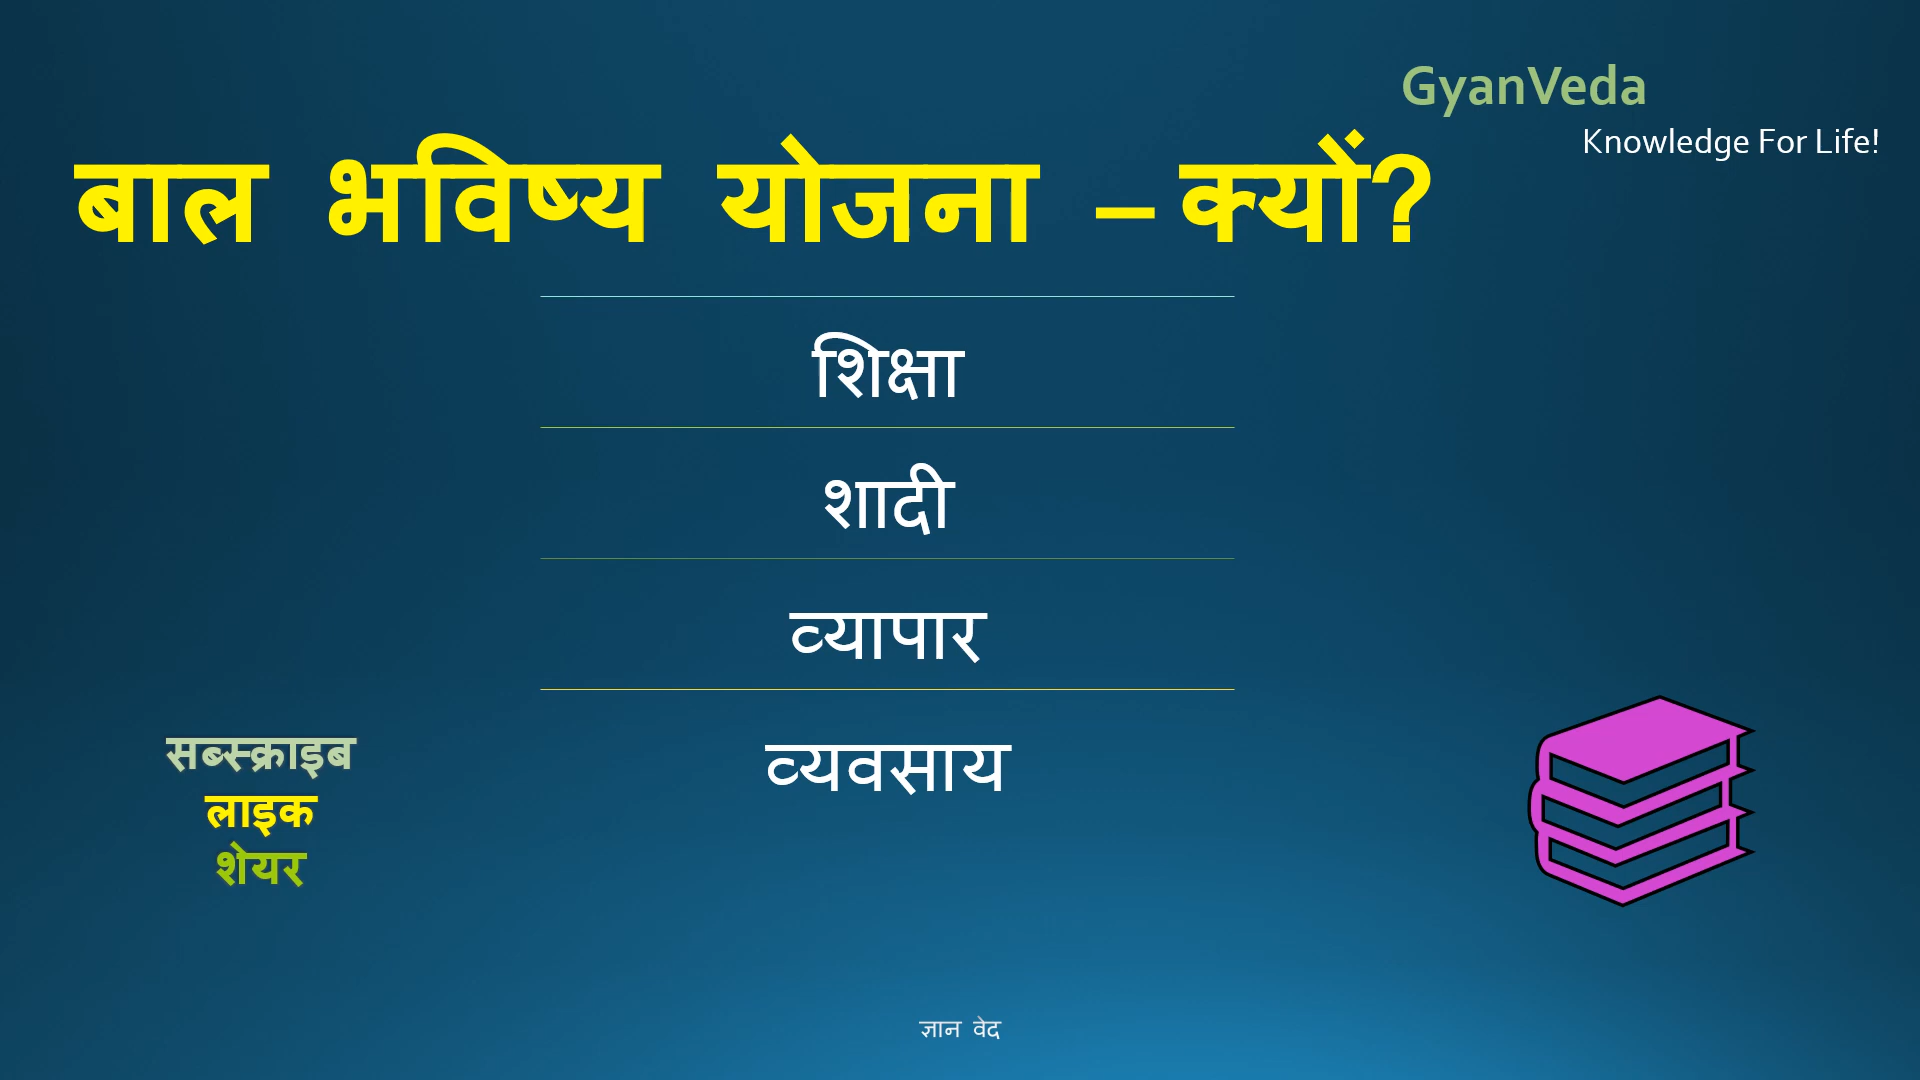 GyanVeda
Knowledge For Life!
बाल भविष्य योजना – क्यों?
शिक्षा
शादी
व्यापार
व्यवसाय
सब्स्क्राइब
लाइक
शेयर
ज्ञान वेद